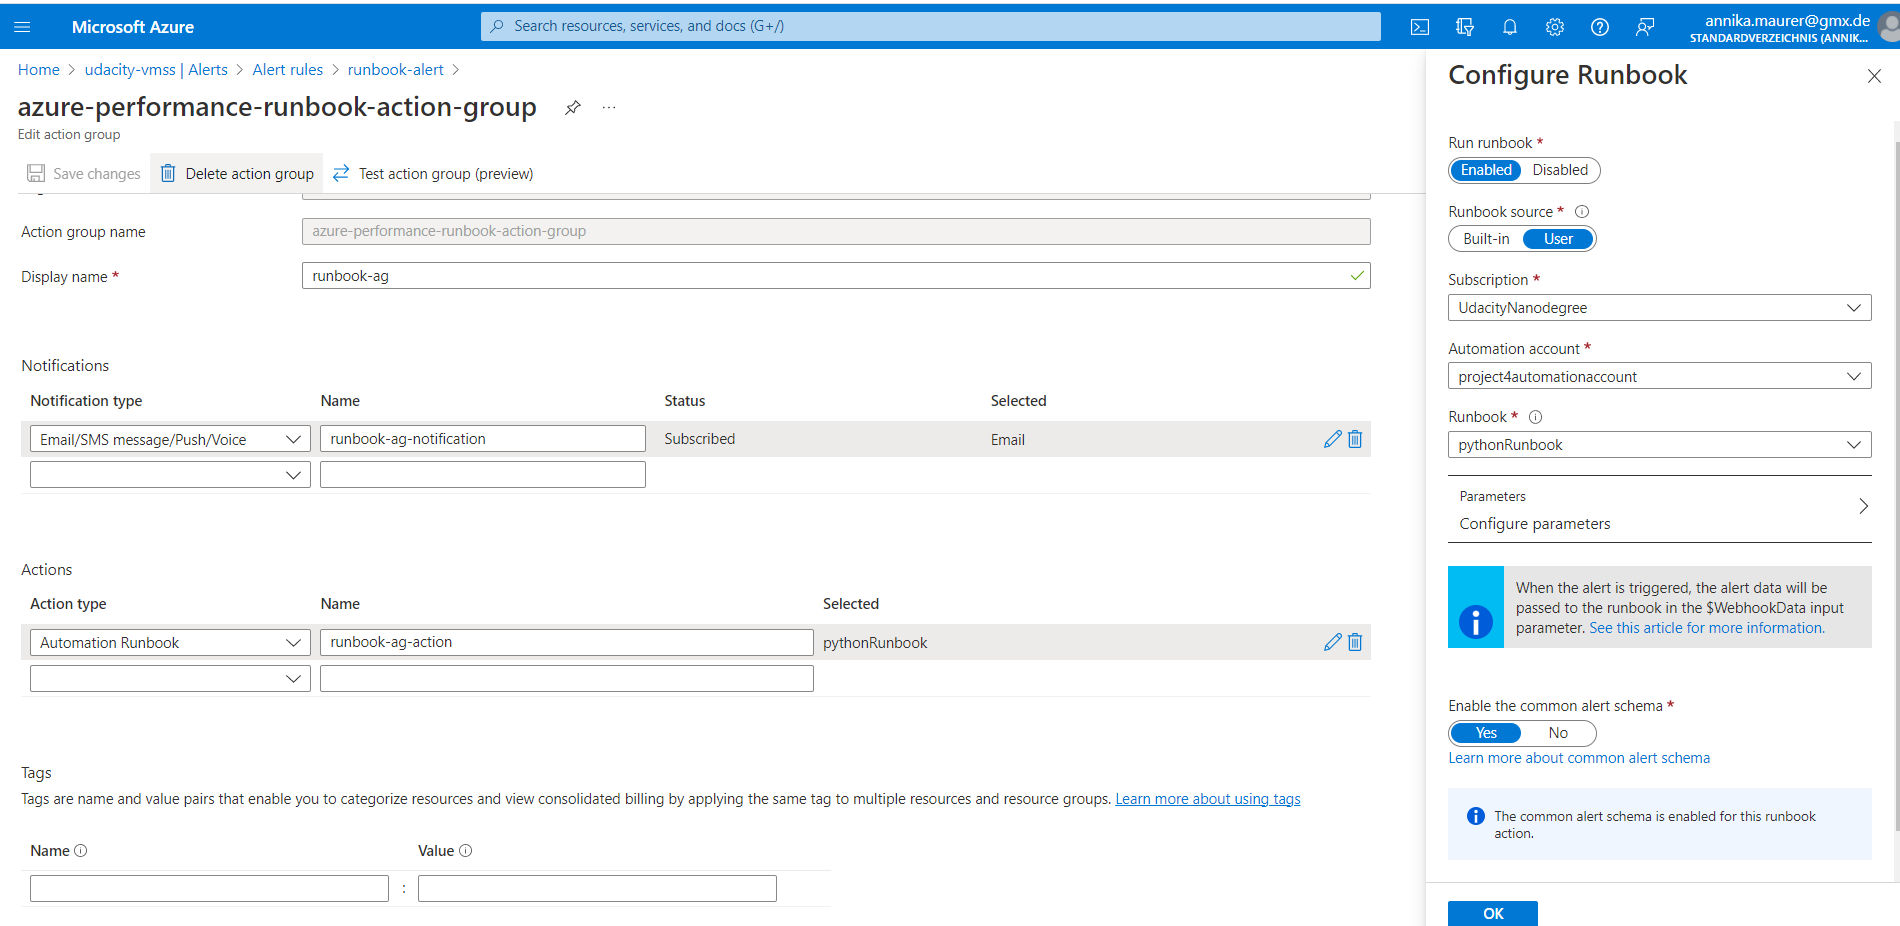 Microsoft Azure
Search resources, services, and docs (G+/)
annika.maurer@gmx.de
STANDARDVERZEICHNIS (ANNIK...
Home > udacity-vmss | Alerts > Alert rules > runbook-alert >
azure-performance-runbook-action-group ...
Edit action group
Save changes Delete action group Test action group (preview)
Action group name azure-performance-runbook-action-group
Display name * runbook-ag
Notifications
Notification type Name Status Selected
Email/SMS message/Push/Voice runbook-ag-notification Subscribed Email
Actions
Action type Name Selected
Automation Runbook runbook-ag-action pythonRunbook
Tags
Tags are name and value pairs that enable you to categorize resources and view consolidated billing by applying the same tag to multiple resources and resource groups. Learn more about using tags
Name Value
:
Configure Runbook
Run runbook *
Enabled Disabled
Runbook source *
Built-in User
Subscription *
UdacityNanodegree
Automation account *
project4automationaccount
Runbook *
pythonRunbook
Parameters
Configure parameters
When the alert is triggered, the alert data will be
passed to the runbook in the $WebhookData input
parameter. See this article for more information.
Enable the common alert schema *
Yes No
Learn more about common alert schema
The common alert schema is enabled for this runbook
action.
OK